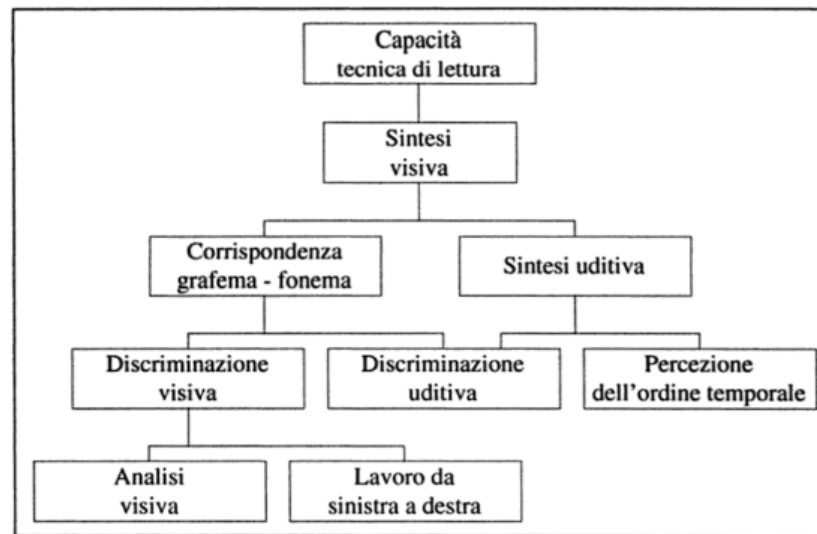 Capacità
tecnica di lettura
Sintesi
visiva
Corrispondenza
grafema - fonema
Sintesi uditiva
Discriminazione
visiva
Discriminazione
uditiva
Percezione
dell'ordine temporale
Analisi
visiva
Lavoro da
sinistra a destra